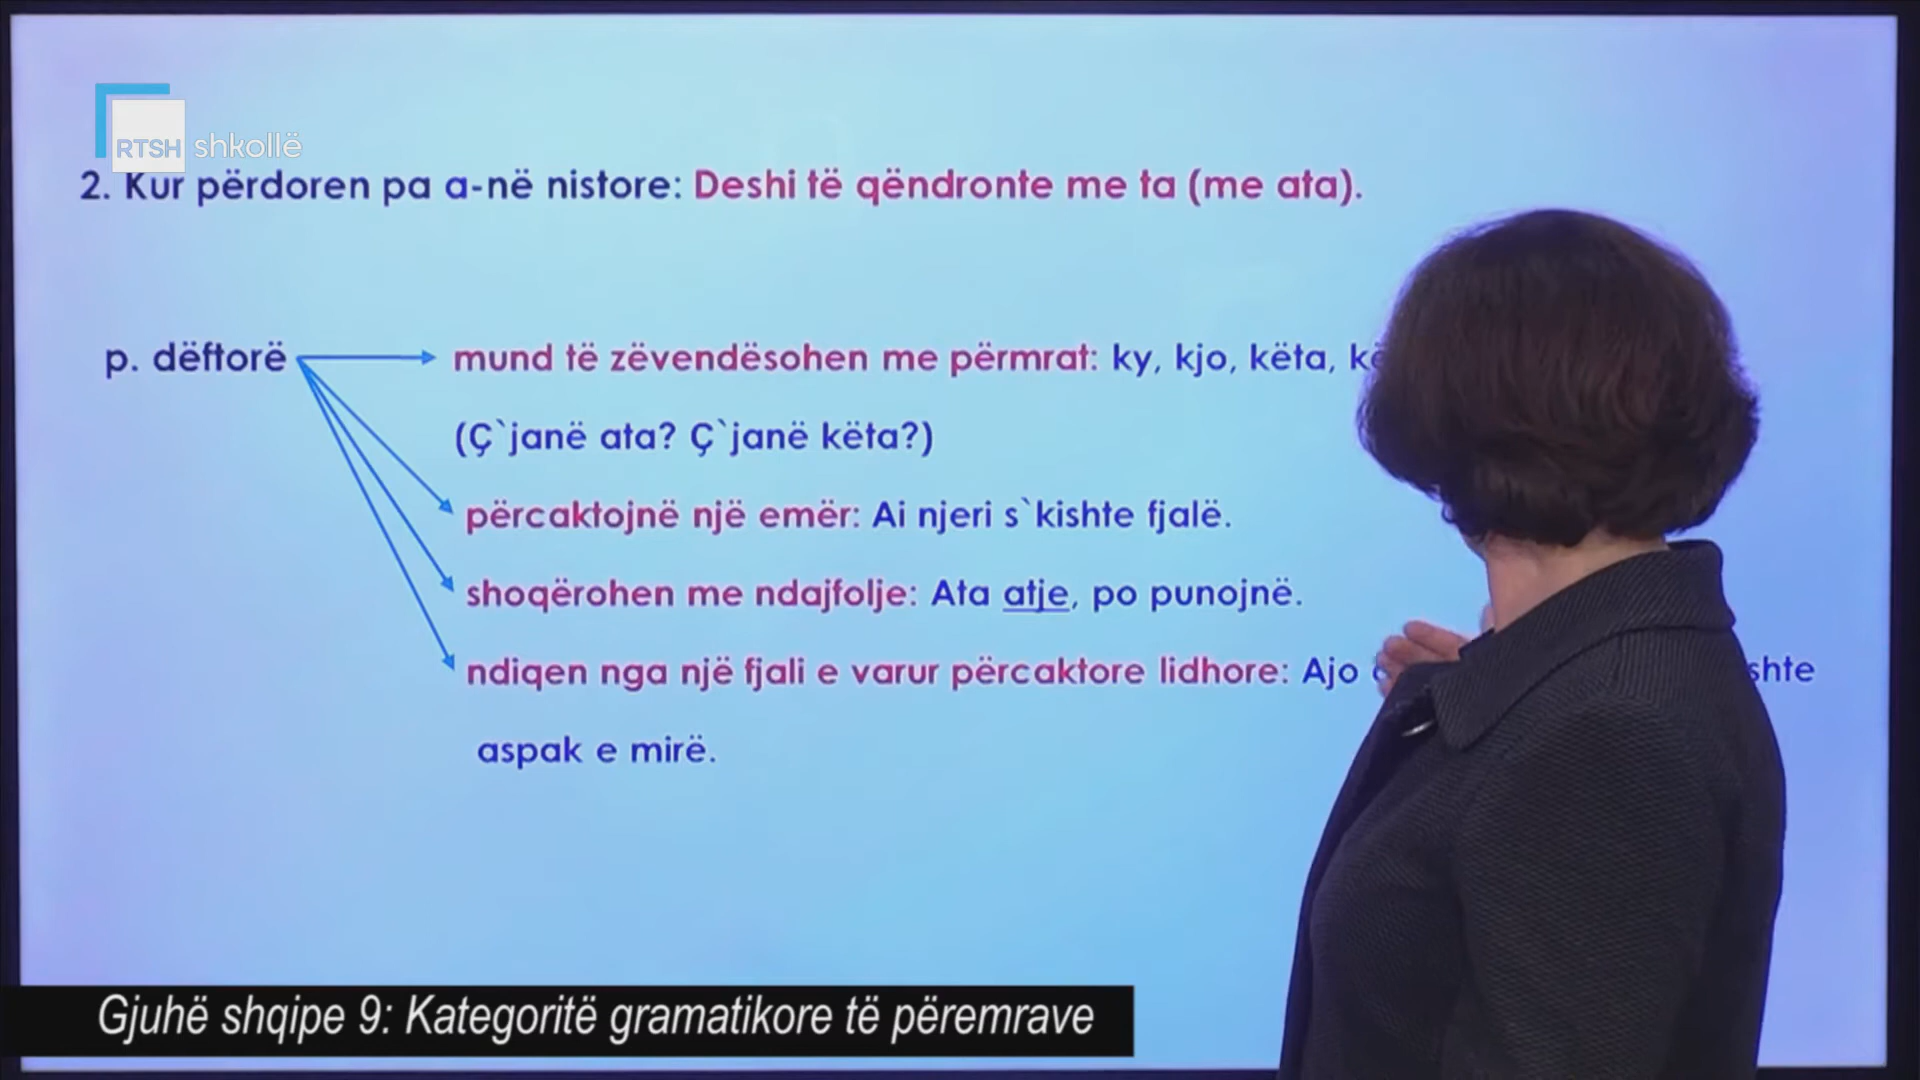 RTSH shkollë
2. Kur përdoren pa a-në nistore: Deshi të qëndronte me ta (me ata).
p. dëftorë mund të zëvendësohen me përmrat: ky, kjo, këta,
(Ç`janë ata? Ç`janë këta?)
përcaktojnë një emër: Ai njeri s`kishte fjalë.
shoqërohen me ndajfolje: Ata atje, po punojnë.
ndiqen nga një fjali e varur përcaktore lidhore: Ajo
aspak e mirë.
Gjuhë shqipe 9: Kategoritë gramatikore të përemrave